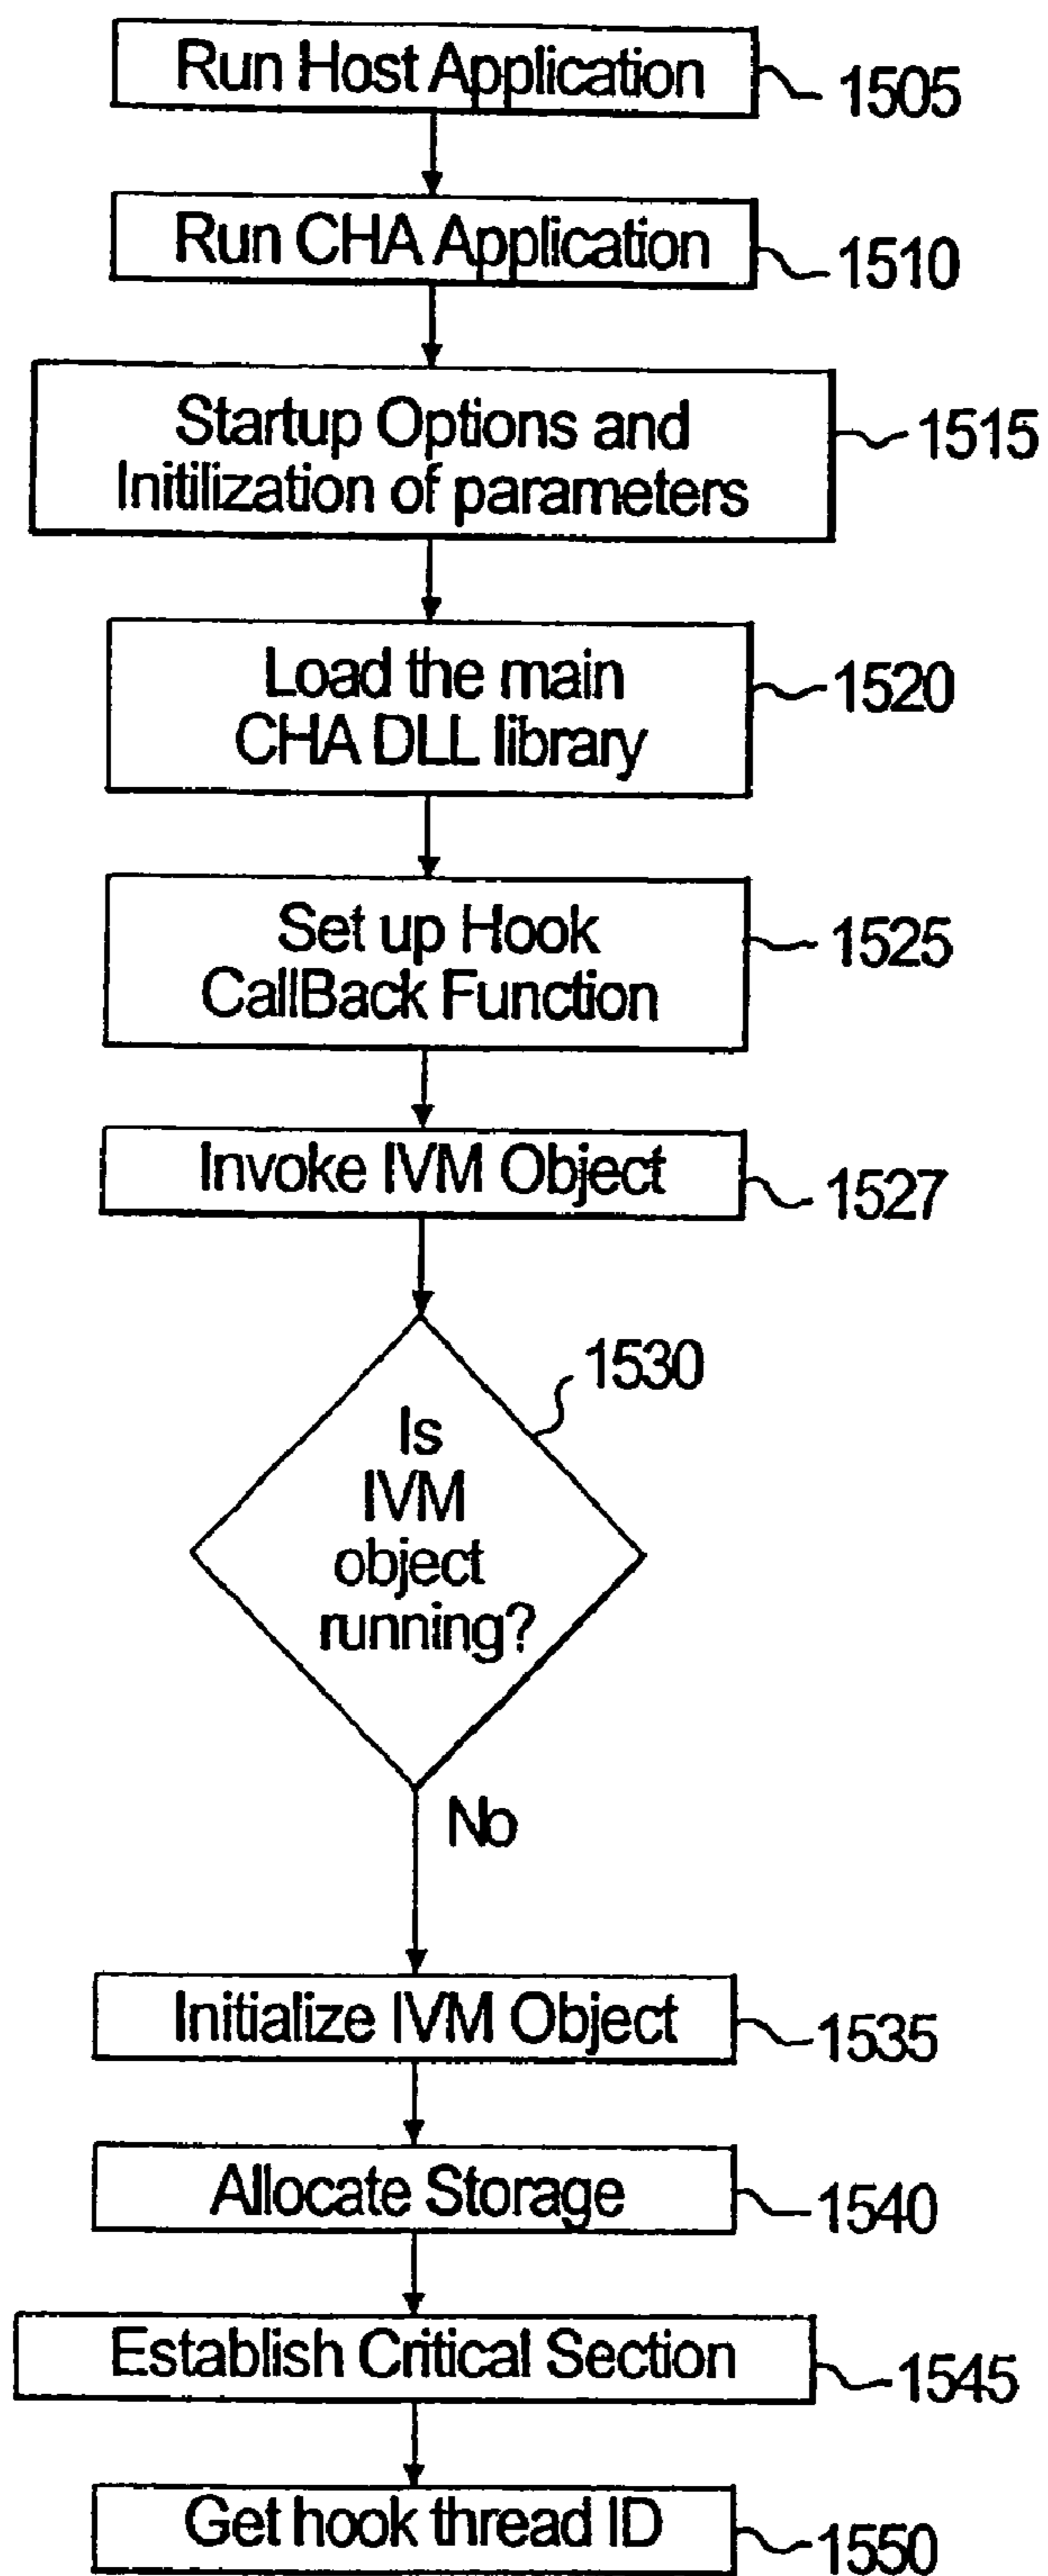 Run Host Application
1505
Run CHA Application
1510
Startup Options and
Initilization of parameters
1515
Load the main
CHA DLL library
1520
Set up Hook
CallBack Function
1525
Invoke IVM Object
1527
1530
Is
IVM
object
running?
No
Initialize IVM Object
1535
Allocate Storage
1540
Establish Critical Section
1545
Get hook thread ID
1550